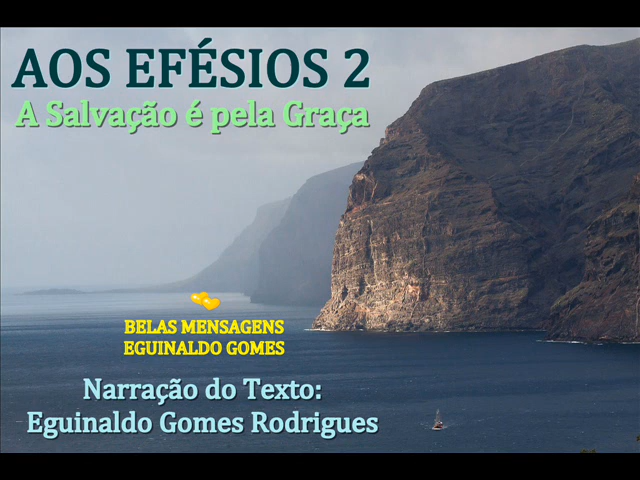 AOS EFÉSIOS 2
A Salvação é pela Graça
BELAS MENSAGENS
EGUINALDO GOMES
Narração do Texto:
Eguinaldo Gomes Rodrigues